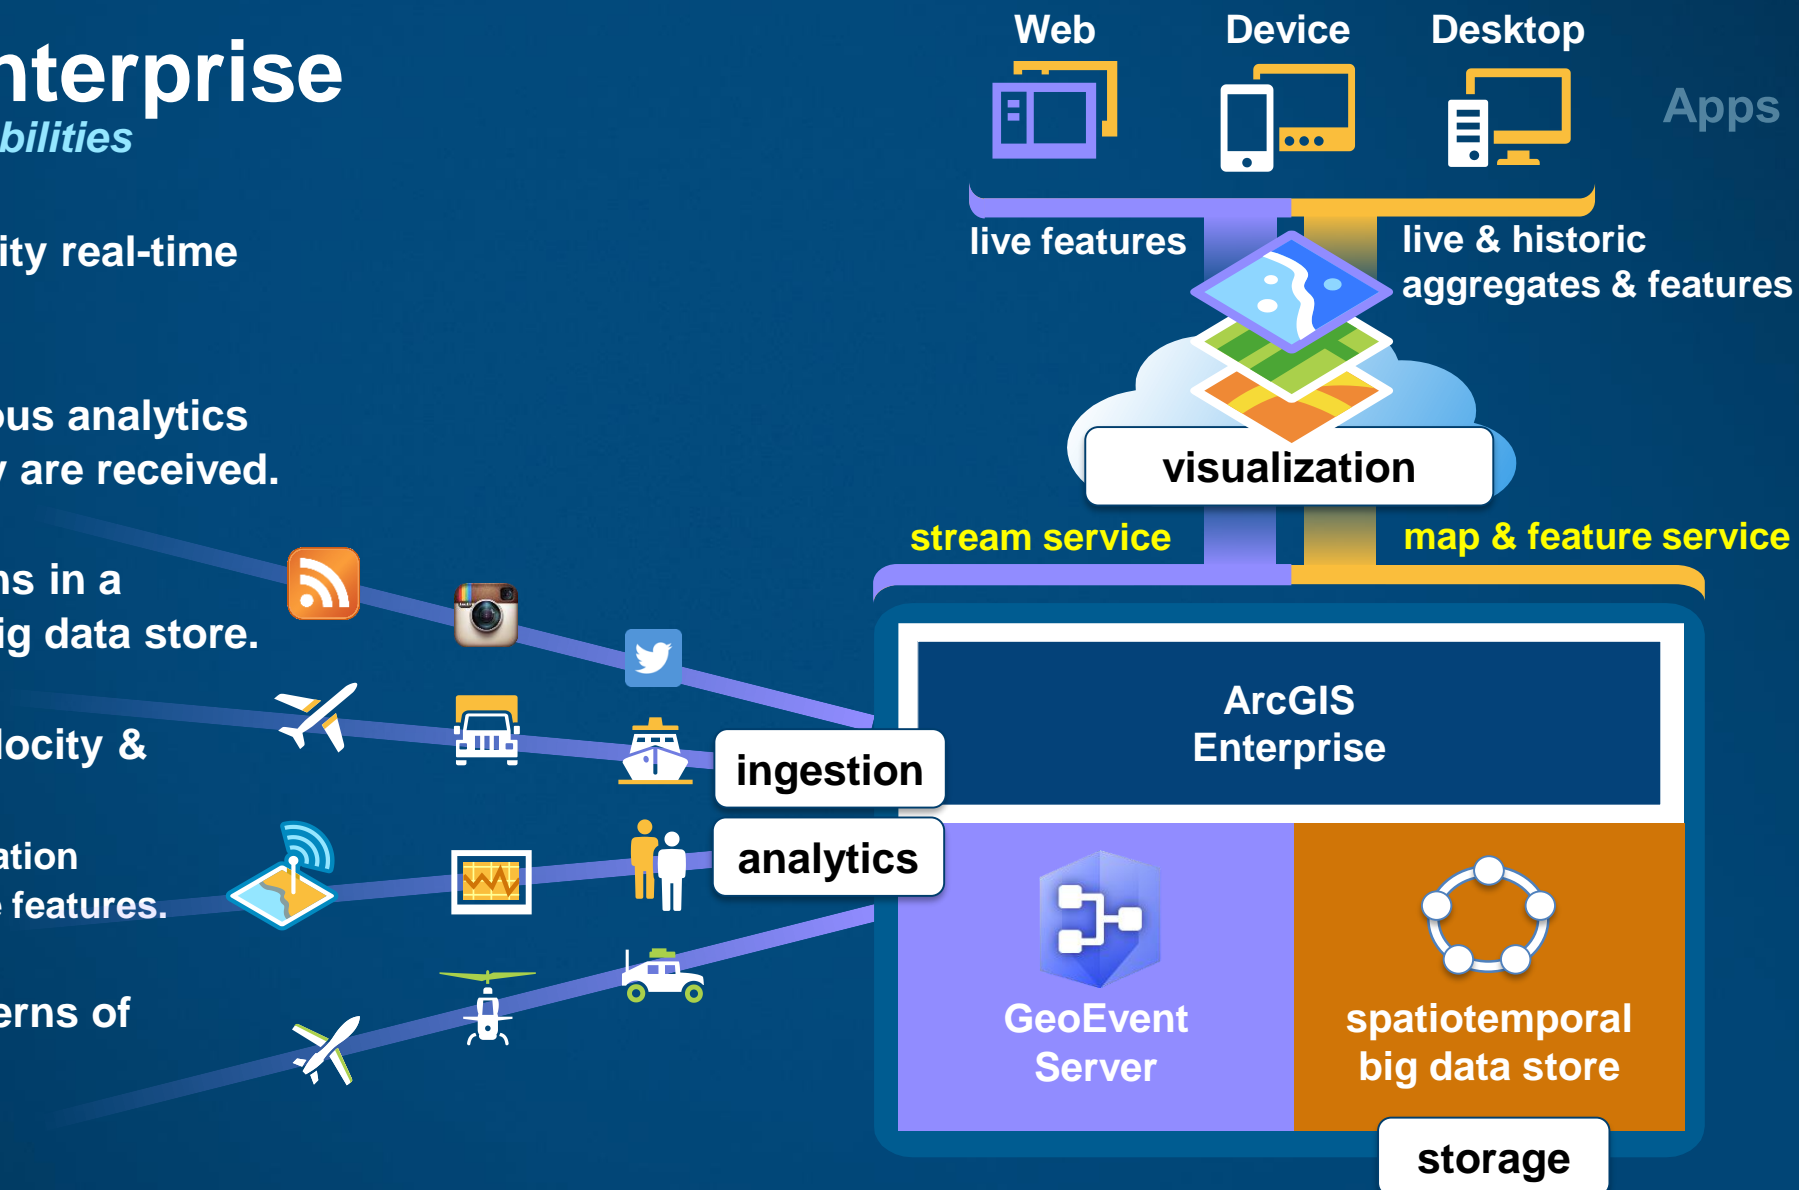 nterprise
bilities
ity real-time
ous analytics
y are received.
ns in a
ig data store.
locity &
ation
e features.
erns of
Web
Device
Desktop
Apps
live features
live & historic
aggregates & features
visualization
stream service
map & feature service
ArcGIS
Enterprise
ingestion
analytics
GeoEvent
Server
spatiotemporal
big data store
storage